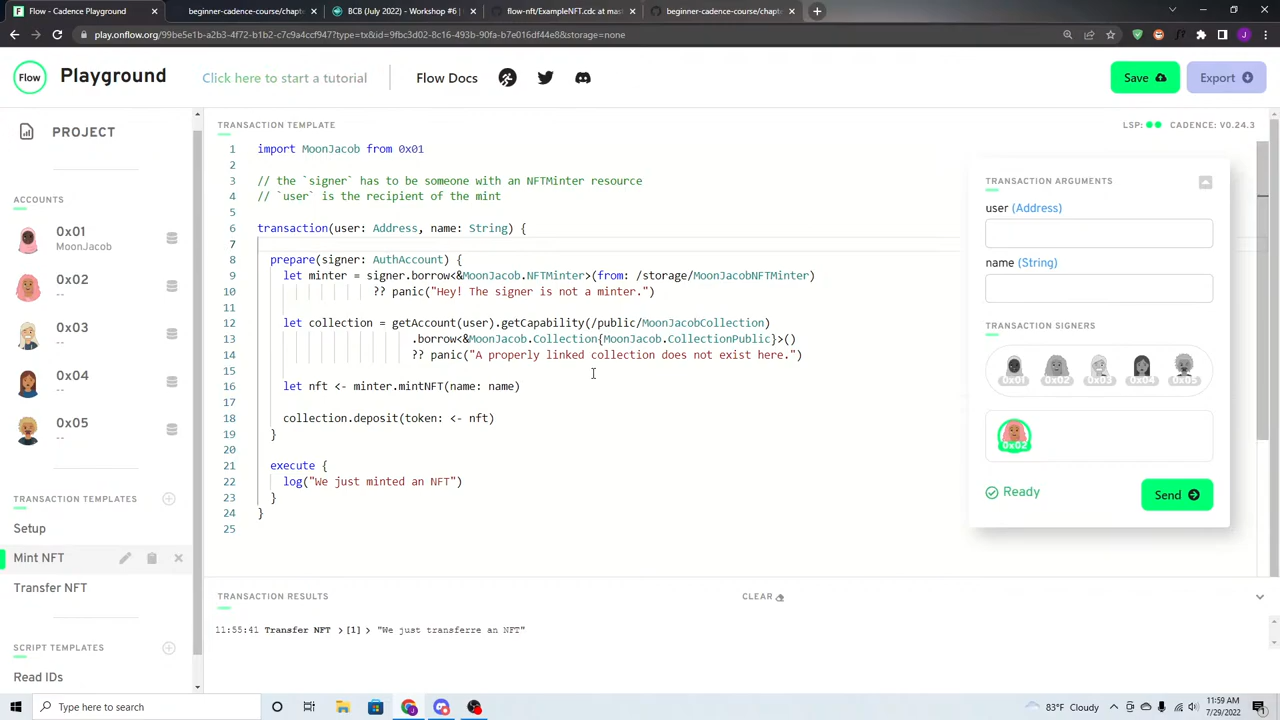 Flow - Cadence Playground
beginner-cadence-course/chapte
BCB (July 2022) - Workshop #6 |
flow-nft/ExampleNFT.cdc at mast
beginner-cadence-course/chapte
play.onflow.org/99be5e1b-a2b3-4f72-b1b2-c7c9a4ccf947?type=tx&id=9fbc3d02-8c16-493b-90fa-b7e016df44e8&storage=none
Flow
Playground
Click here to start a tutorial
Flow Docs
Save
Export
PROJECT
ACCOUNTS
0x01
MoonJacob
0x02
--
0x03
--
0x04
--
0x05
--
TRANSACTION TEMPLATES
Setup
Mint NFT
Transfer NFT
SCRIPT TEMPLATES
Read IDs
TRANSACTION TEMPLATE
LSP:
CADENCE: V0.24.3
1 import MoonJacob from 0x01
2
3 // the `signer` has to be someone with an NFTMinter resource
4 // `user` is the recipient of the mint
5
6 transaction(user: Address, name: String) {
7
8 prepare(signer: AuthAccount) {
9 let minter = signer.borrow<&MoonJacob.NFTMinter>(from: /storage/MoonJacobNFTMinter)
10 ?? panic("Hey! The signer is not a minter.")
11
12 let collection = getAccount(user).getCapability(/public/MoonJacobCollection)
13 .borrow<&MoonJacob.Collection{MoonJacob.CollectionPublic}>()
14 ?? panic("A properly linked collection does not exist here.")
15
16 let nft <- minter.mintNFT(name: name)
17
18 collection.deposit(token: <- nft)
19 }
20
21 execute {
22 log("We just minted an NFT")
23 }
24 }
25
TRANSACTION ARGUMENTS
user (Address)
name (String)
TRANSACTION SIGNERS
0x01 0x02 0x03 0x04 0x05
0x02
Ready
Send
TRANSACTION RESULTS
CLEAR
11:55:41 Transfer NFT > [1] > "We just transferre an NFT"
Type here to search
83°F Cloudy
11:59 AM
7/29/2022